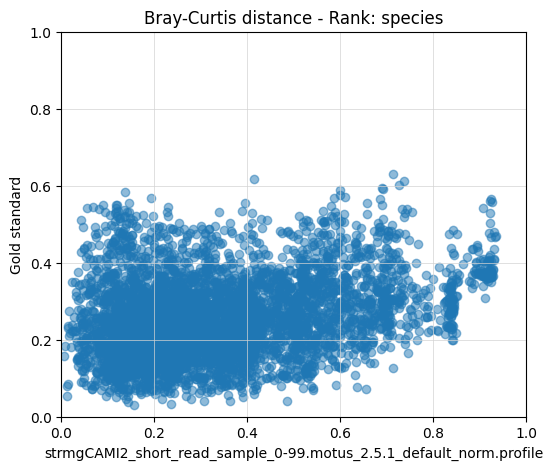 Bray-Curtis distance - Rank: species
1.0
0.8
0.6
0.4
0.2
0.0
Gold standard
0.0 0.2 0.4 0.6 0.8 1.0
strmgCAMI2_short_read_sample_0-99.motus_2.5.1_default_norm.profile